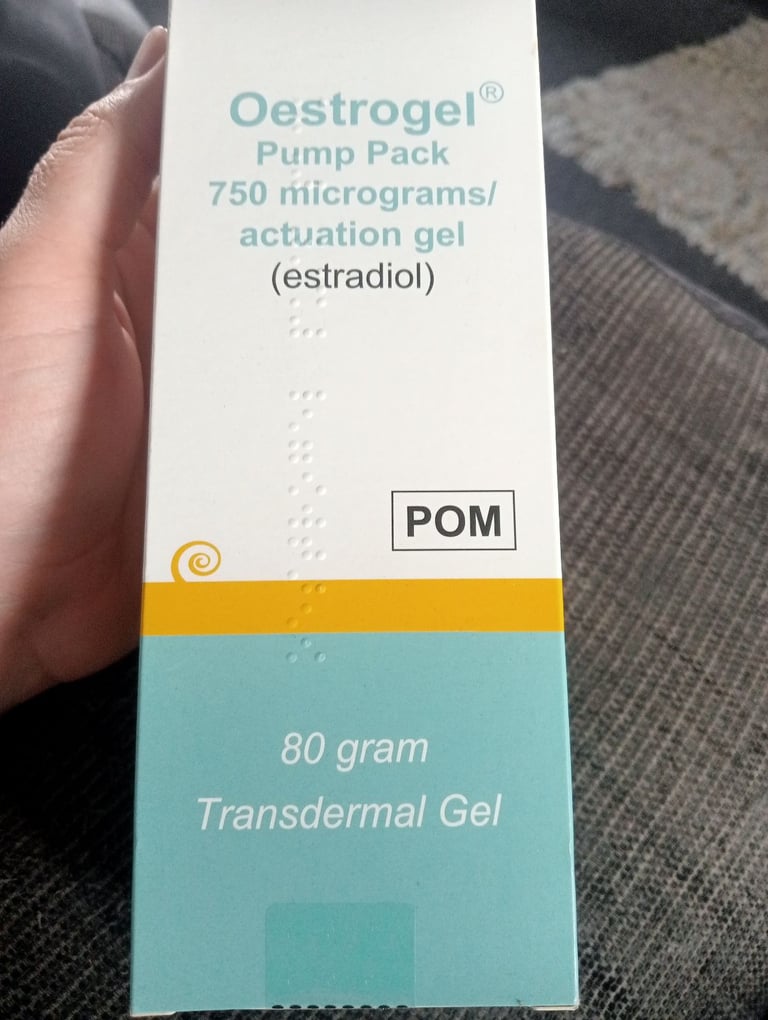 Oestrogel®
Pump Pack
750 micrograms/
actuation gel
(estradiol)
POM
80 gram
Transdermal Gel